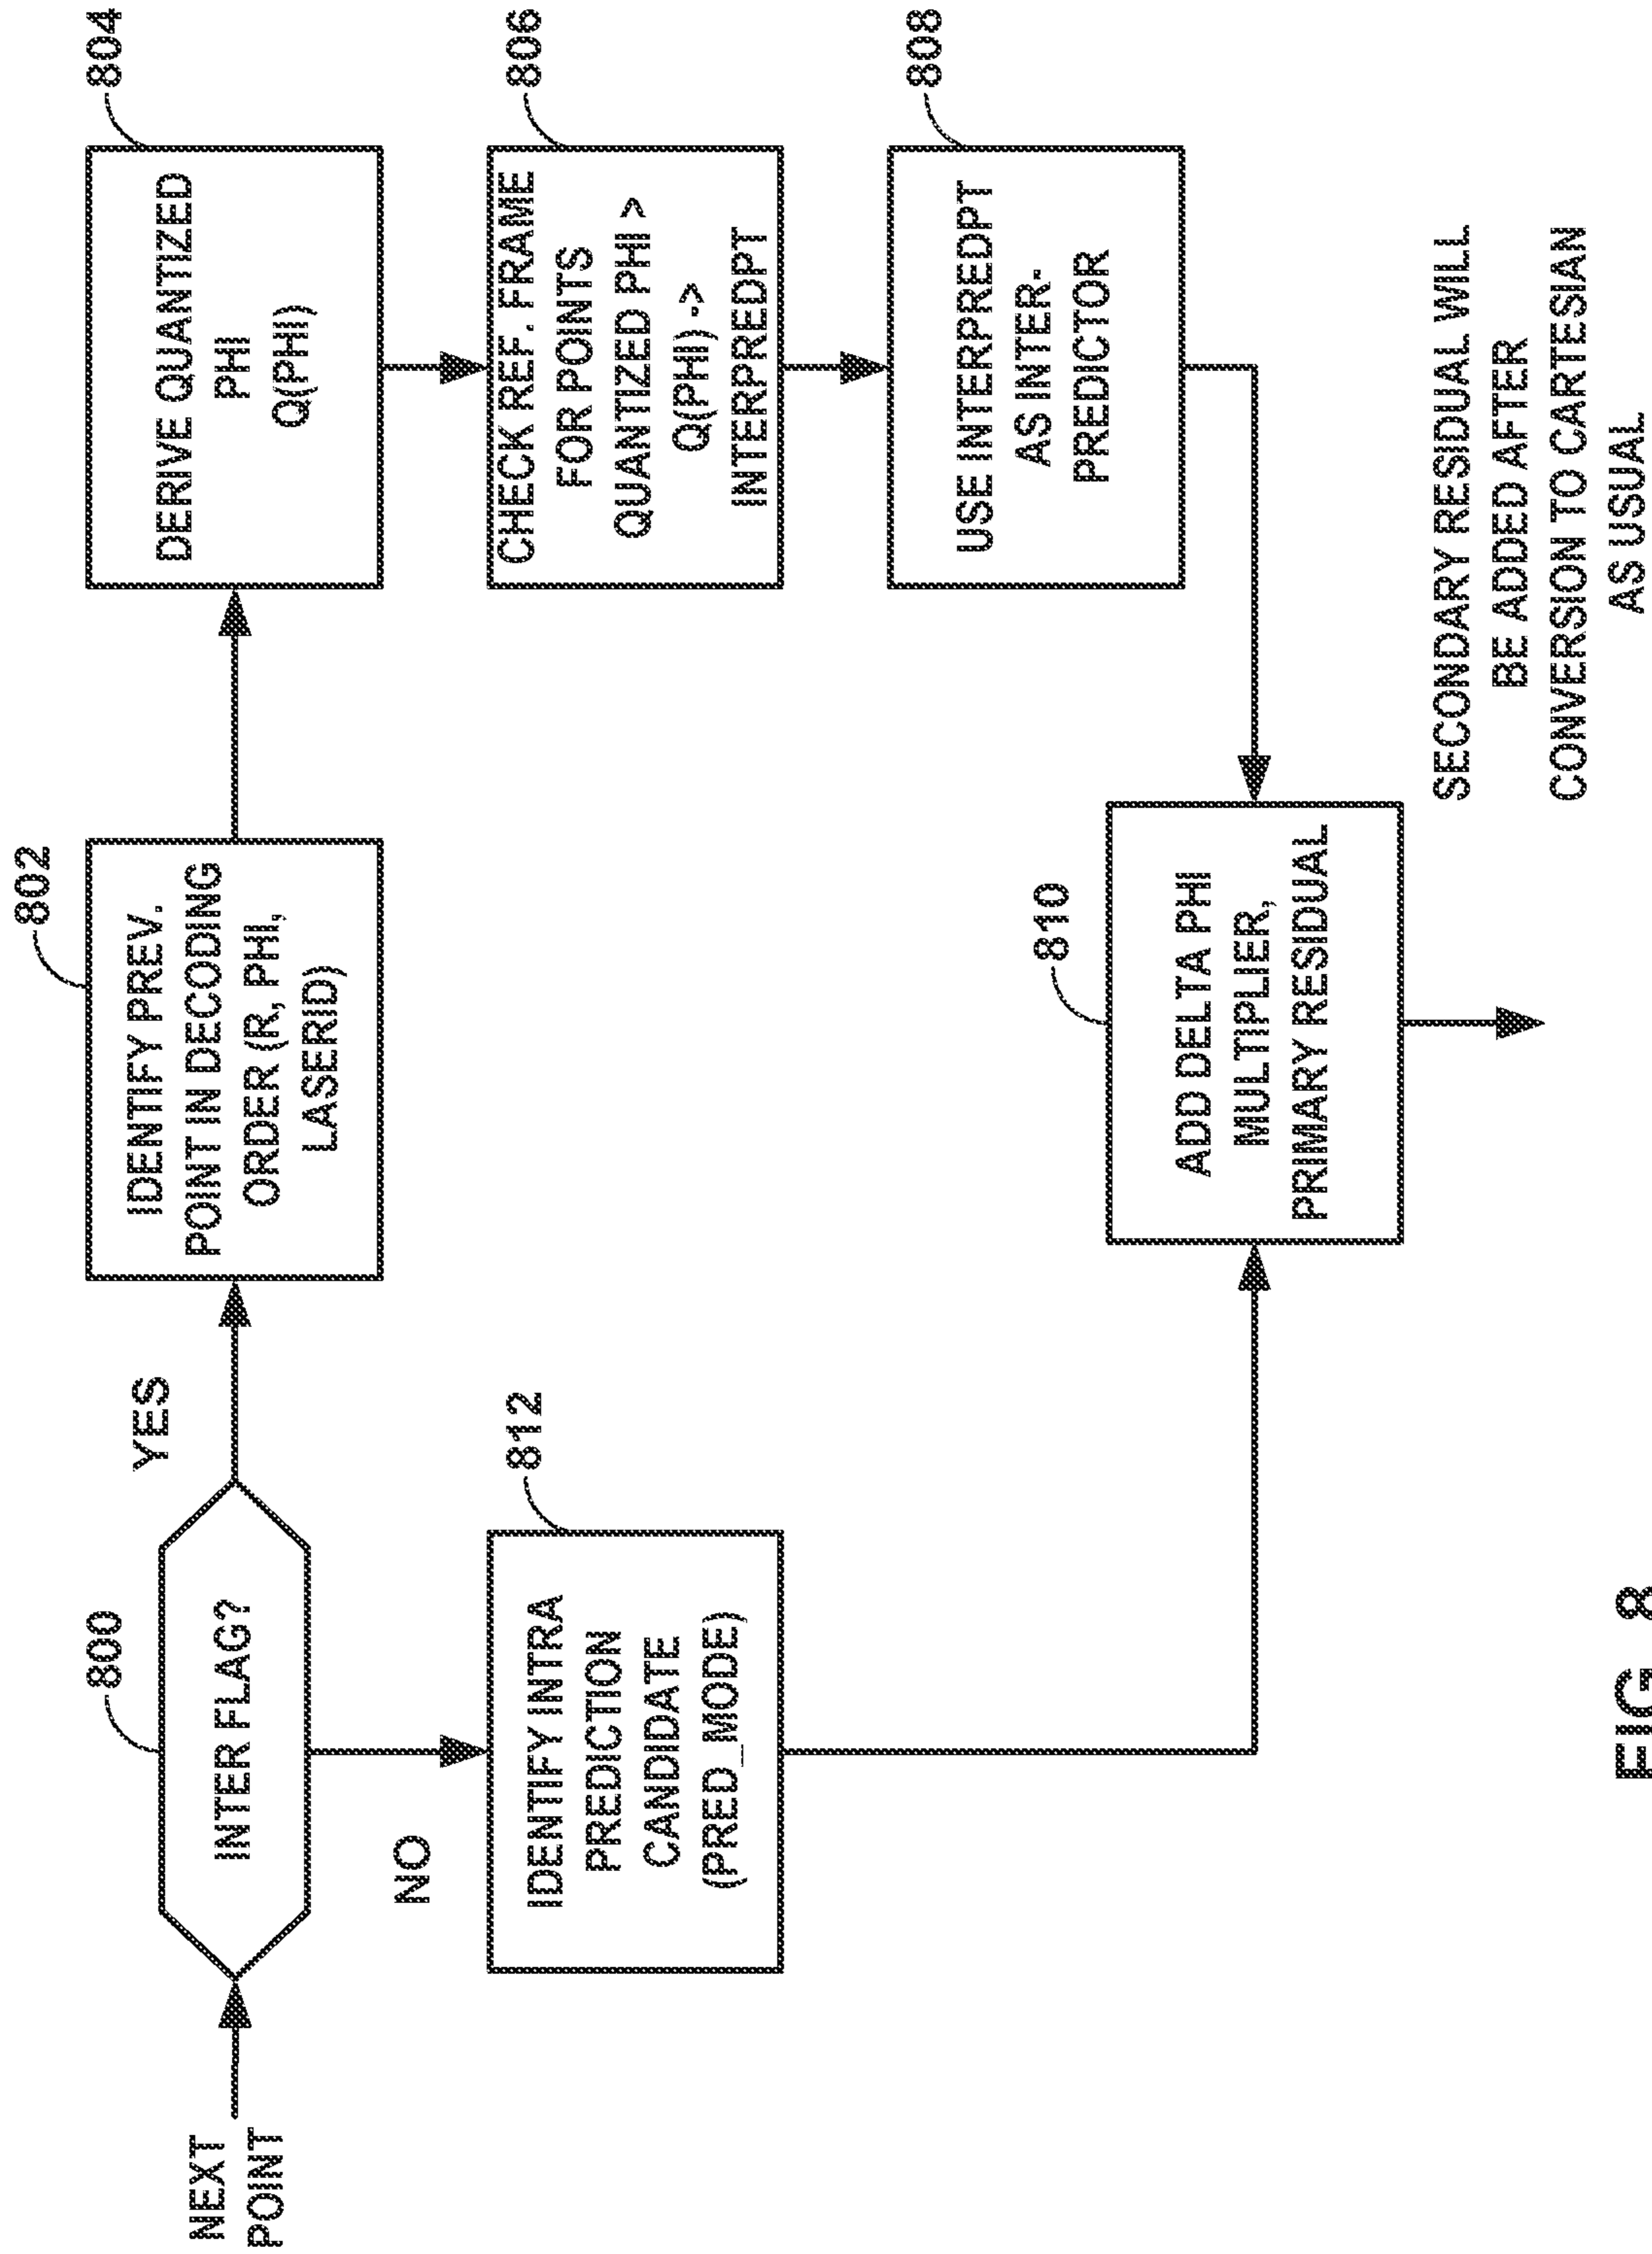 NEXT
POINT
800
INTER FLAG?
YES
NO
802
IDENTIFY PREV.
POINT IN DECODING
ORDER (R, PHI,
LASERID)
804
DERIVE QUANTIZED
PHI
Q(PHI)
806
CHECK REF. FRAME
FOR POINTS
QUANTIZED PHI >
Q(PHI) ->
INTERPREDPT
808
USE INTERPREDPT
AS INTER-
PREDICTOR
812
IDENTIFY INTRA
PREDICTION
CANDIDATE
(PRED_MODE)
810
ADD DELTA PHI
MULTIPLIER,
PRIMARY RESIDUAL
SECONDARY RESIDUAL WILL
BE ADDED AFTER
CONVERSION TO CARTESIAN
AS USUAL
FIG. 8